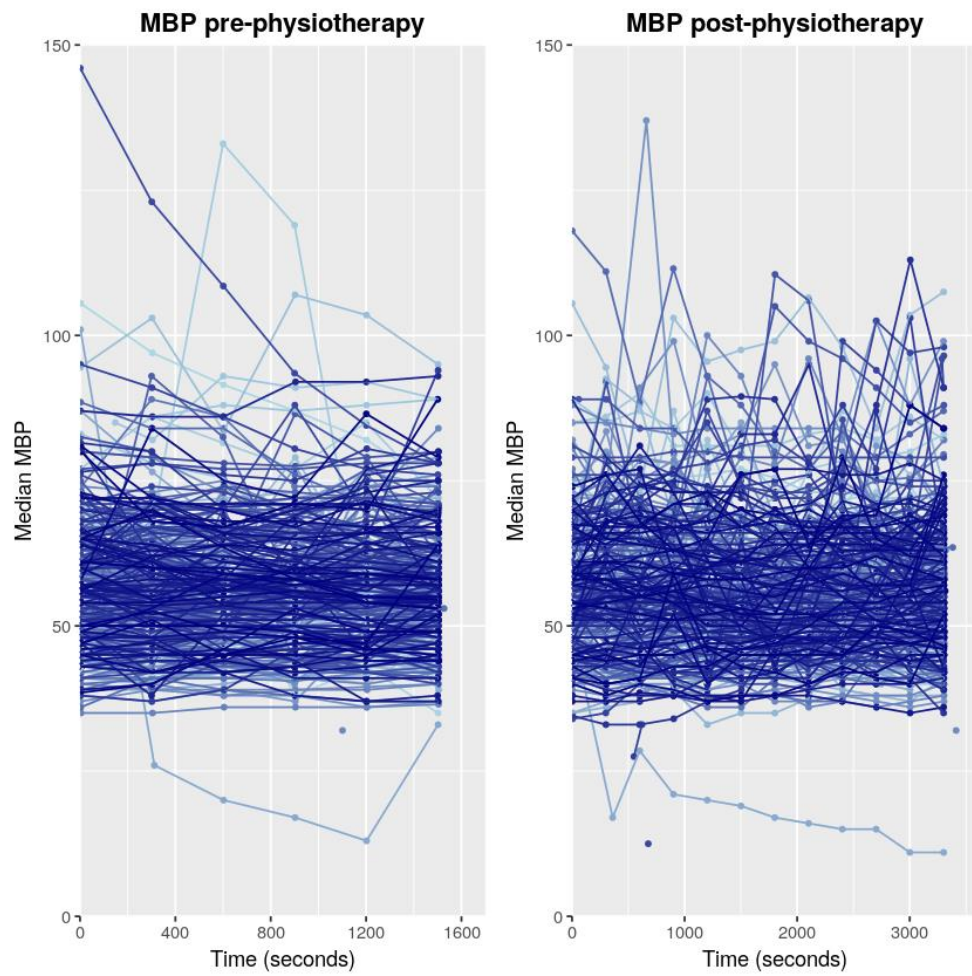 MBP pre-physiotherapy
150
100
50
0
Median MBP
0 400 800 1200 1600
Time (seconds)
MBP post-physiotherapy
150
100
50
0
Median MBP
0 1000 2000 3000
Time (seconds)